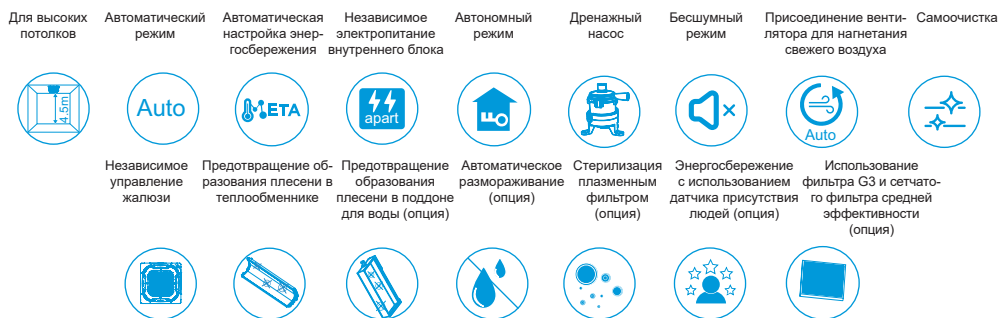 Для высоких
потолков
Автоматический
режим
Автоматическая
настройка энер-
госбережения
Независимое
электропитание
внутреннего блока
Автономный
режим
Дренажный
насос
Бесшумный
режим
Присоединение венти-
лятора для нагнетания
свежего воздуха
Самоочистка
4.5m
Auto
ETA
apart
Auto
Независимое
управление
жалюзи
Предотвращение об-
разования плесени в
теплообменнике
Предотвращение
образования
плесени в поддоне
для воды (опция)
Автоматическое
размораживание
(опция)
Стерилизация
плазменным
фильтром
(опция)
Энергосбережение
с использованием
датчика присутствия
людей (опция)
Использование
фильтра G3 и сетчато-
го фильтра средней
эффективности
(опция)